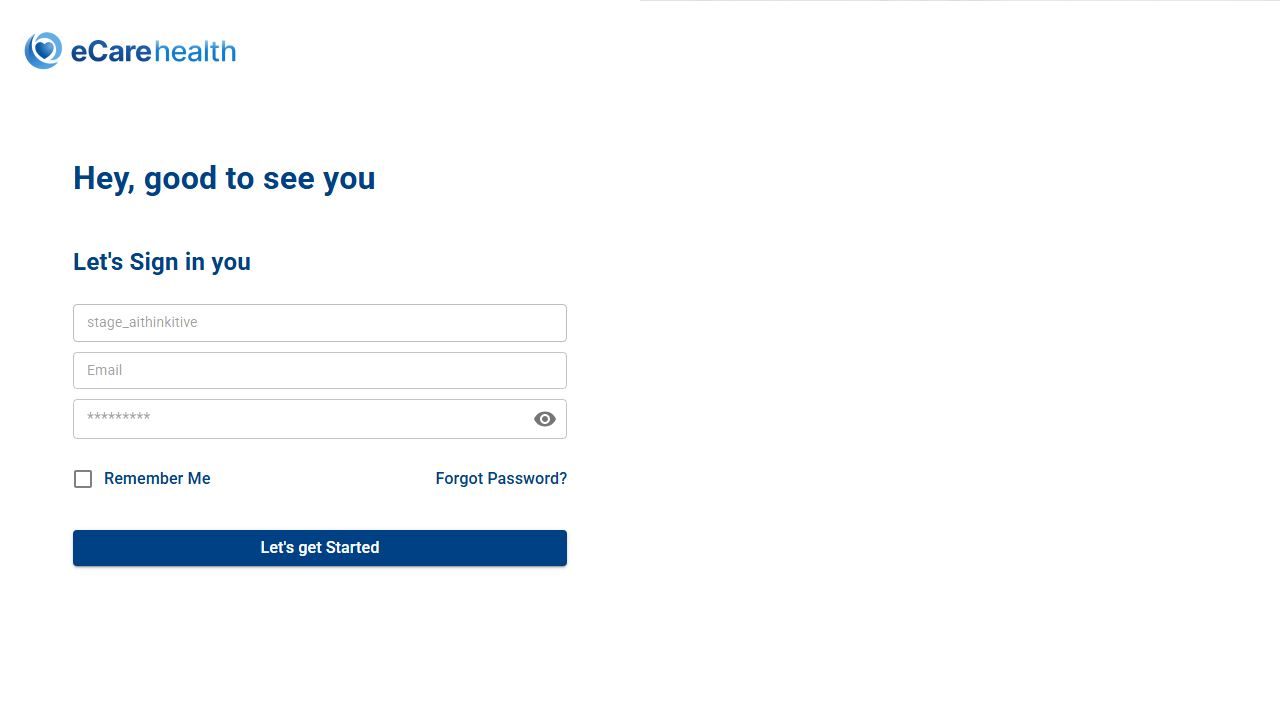 eCarehealth
Hey, good to see you
Let's Sign in you
stage_aithinkitive
Email
*********
Remember Me
Forgot Password?
Let's get Started